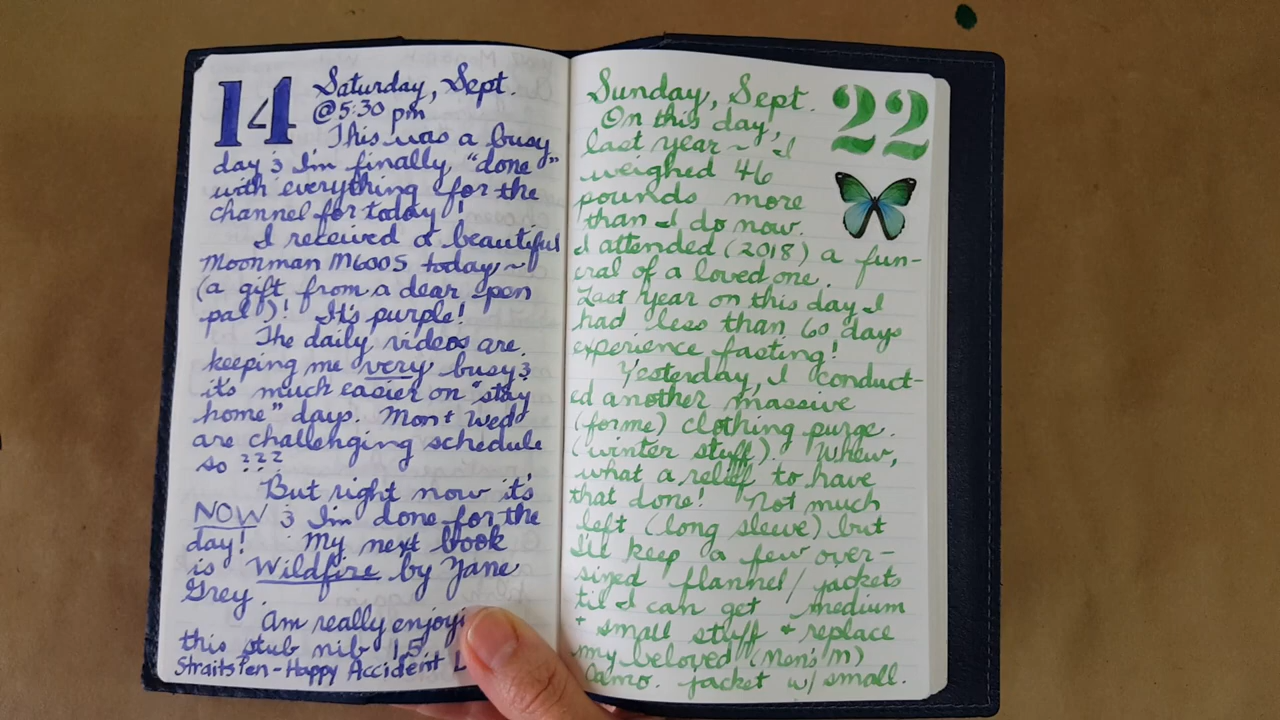 14 Saturday, Sept.
@5:30 pm
This was a busy
day & I'm finally "done"
with everything for the
channel for today!
I received a beautiful
Moonman M600S today ~
(a gift from a dear "pen
pal")! It's purple!
The daily videos are
keeping me very busy &
it's much easier on "stay
home" days. Mon + Wed
are challenging schedule
so ???
But right now it's
NOW & I'm done for the
day! My next book
is Wildfire by Zane
Grey.
Am really enjoyi
this stub nib 1.5
Straits Pen - Happy Accident
Sunday, Sept. 22
On this day,
last year ~ I
weighed 46
pounds more
than I do now.
I attended (2018) a fun-
eral of a loved one.
Last year on this day I
had less than 60 days
experience fasting!
Yesterday, I conduct-
ed another massive
(for me) clothing purge.
(winter stuff). Whew,
what a relief to have
that done! Not much
left (long sleeve) but
I'll keep a few over-
sized flannel/jackets
til I can get medium
+ small stuff + replace
my beloved (men's m)
Camo. jacket w/ small.